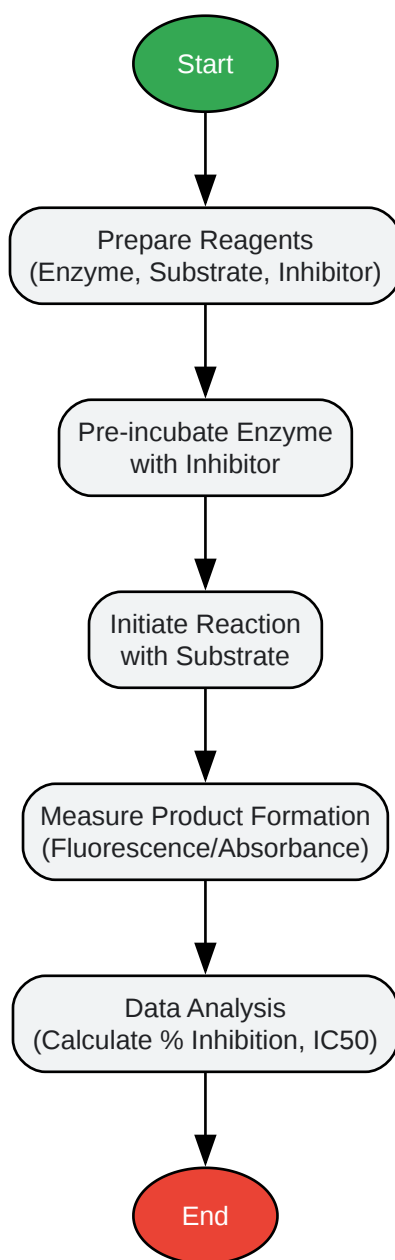 Start
Prepare Reagents
(Enzyme, Substrate, Inhibitor)
Pre-incubate Enzyme
with Inhibitor
Initiate Reaction
with Substrate
Measure Product Formation
(Fluorescence/Absorbance)
Data Analysis
(Calculate % Inhibition, IC50)
End